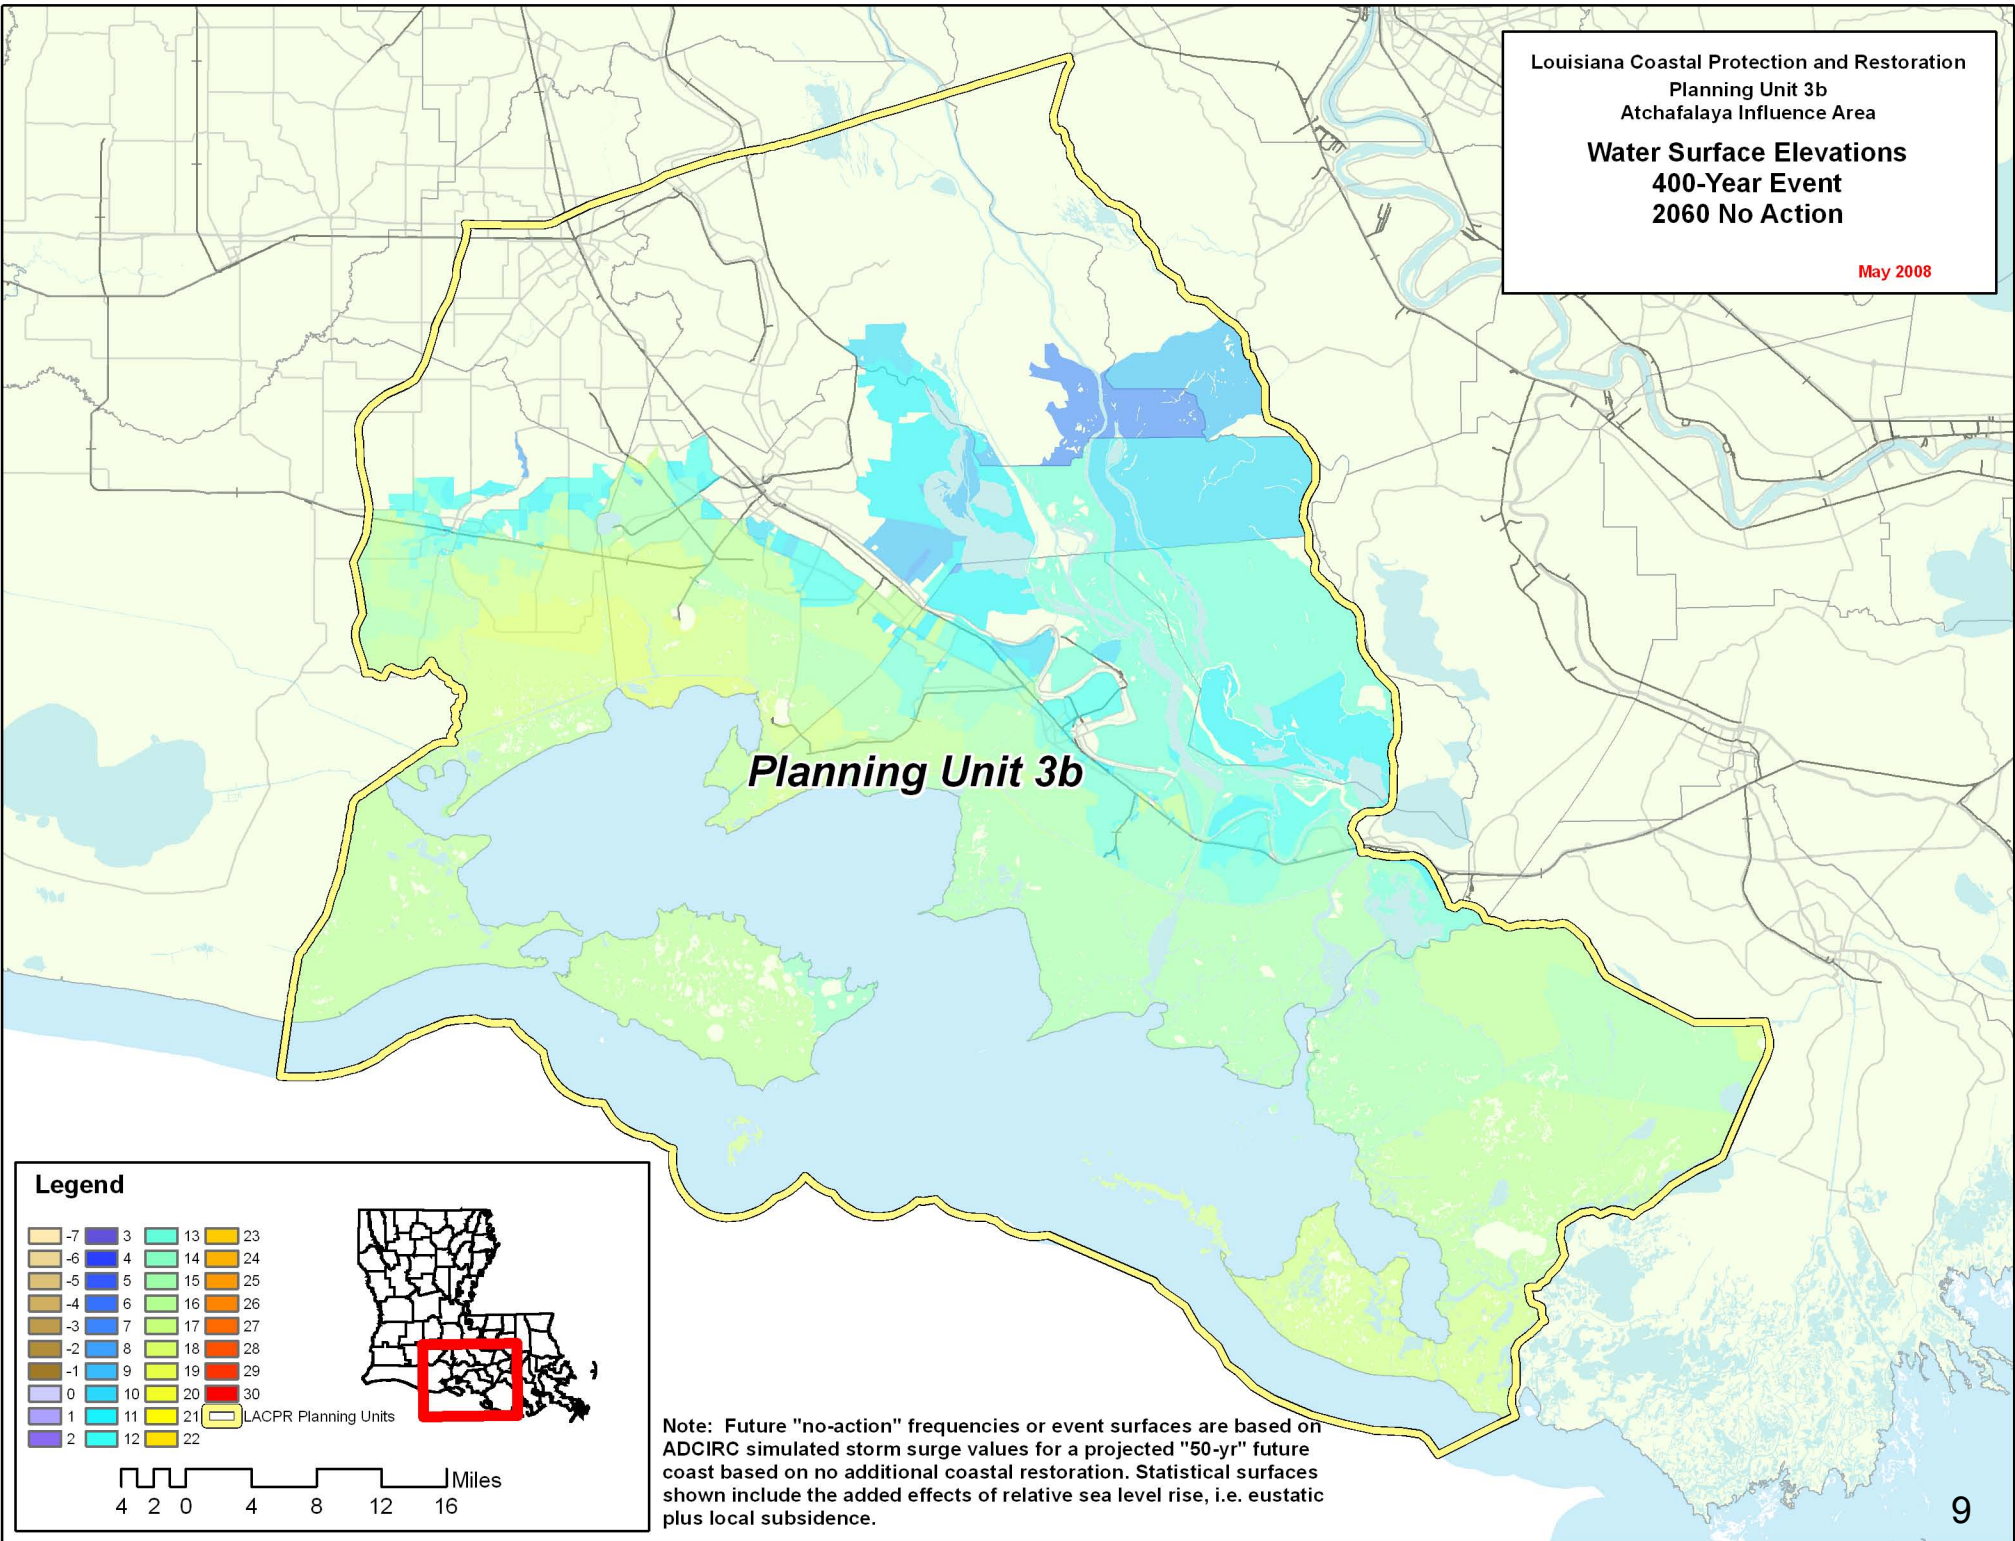 Louisiana Coastal Protection and Restoration
Planning Unit 3b
Atchafalaya Influence Area
Water Surface Elevations
400-Year Event
2060 No Action
May 2008
Planning Unit 3b
Legend
-7 3 13 23
-6 4 14 24
-5 5 15 25
-4 6 16 26
-3 7 17 27
-2 8 18 28
-1 9 19 29
0 10 20 30
1 11 21 LACPR Planning Units
2 12 22
Miles
4 2 0 4 8 12 16
Note: Future "no-action" frequencies or event surfaces are based on
ADCIRC simulated storm surge values for a projected "50-yr" future
coast based on no additional coastal restoration. Statistical surfaces
shown include the added effects of relative sea level rise, i.e. eustatic
plus local subsidence.
9